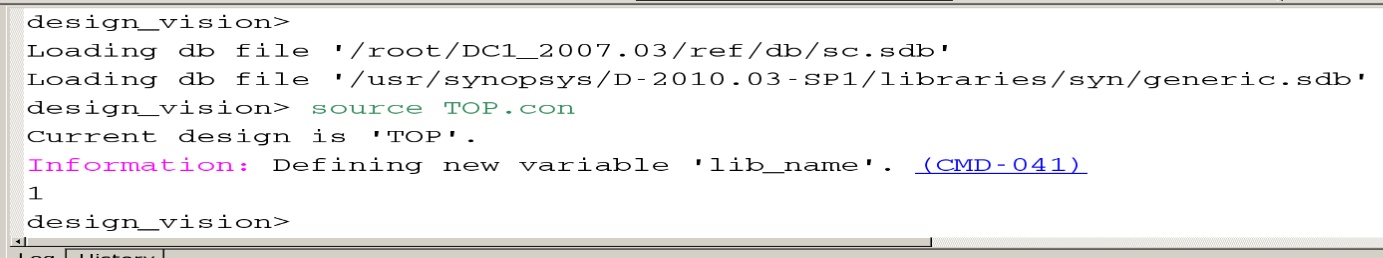 design_vision>
Loading db file '/root/DC1_2007.03/ref/db/sc.sdb'
Loading db file '/usr/synopsys/D-2010.03-SP1/libraries/syn/generic.sdb'
design_vision> source TOP.con
Current design is 'TOP'.
Information: Defining new variable 'lib_name'. (CMD-041)
1
design_vision>
Log History